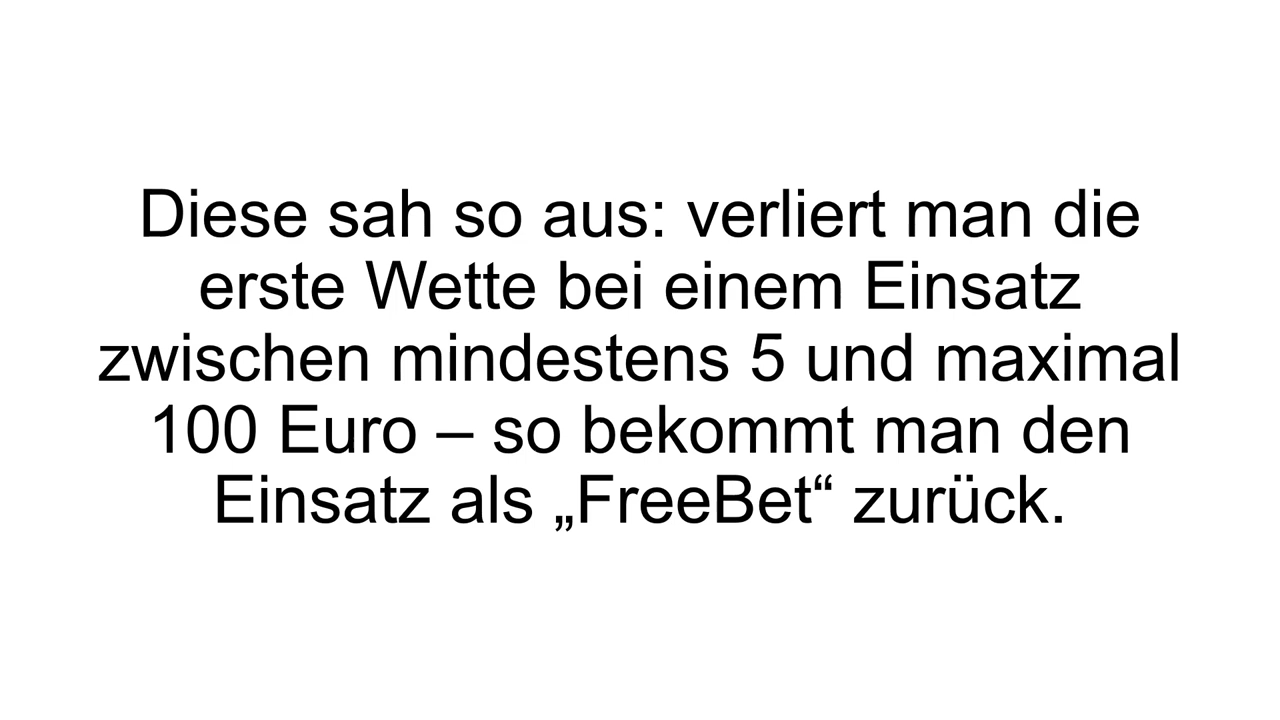 Diese sah so aus: verliert man die
erste Wette bei einem Einsatz
zwischen mindestens 5 und maximal
100 Euro – so bekommt man den
Einsatz als „FreeBet“ zurück.